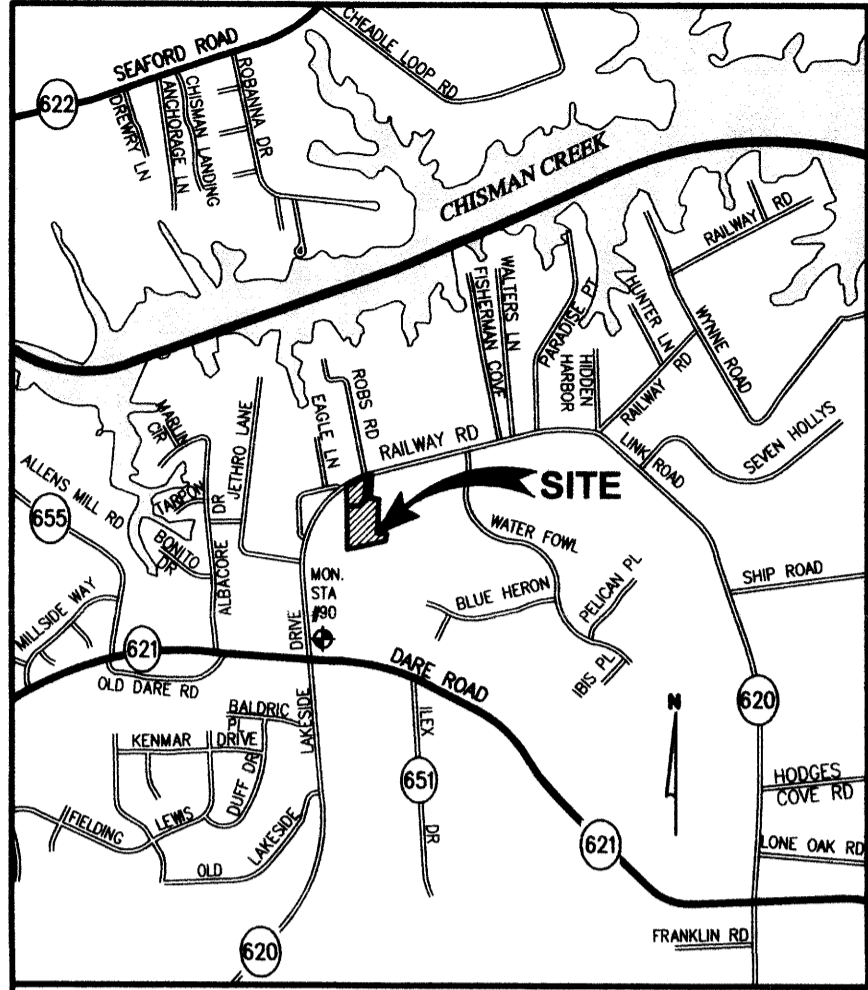 CHEADLE LOOP RD
SEAFORD ROAD
622
DREWRY LN
ANCHORAGE LN
CHISMAN LANDING
ROBANNA DR
CHISMAN CREEK
RAILWAY RD
WYNNE ROAD
HUNTER LN
RAILWAY RD
PARADISE PT
HIDDEN
HARBOR
WALTERS LN
FISHERMAN COVE
ROBS RD
EAGLE LN
RAILWAY RD
LINK ROAD
SEVEN HOLLYS
MARLIN
CIR
JETHRO LANE
ALLENS MILL RD
655
TARPON
BONITO
DR
ALBACORE
DR
SITE
WATER FOWL
BLUE HERON
PELICAN PL
IBIS PL
SHIP ROAD
MON.
STA
#90
MILLSIDE WAY
621
OLD DARE RD
LAKESIDE
DRIVE
DARE ROAD
N
620
BALDRIC
PL
KENMAR DRIVE
DUFF DR
ILEX
651
DR
HODGES
COVE RD
FIELDING LEWIS
OLD LAKESIDE
621
LONE OAK RD
620
FRANKLIN RD